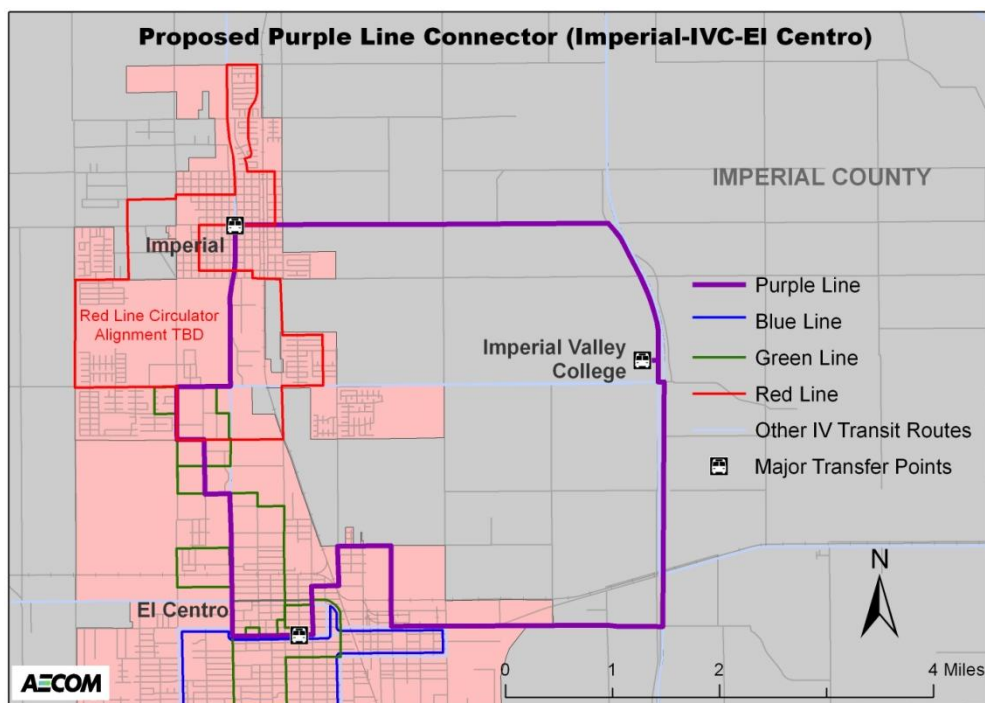 Proposed Purple Line Connector (Imperial-IVC-El Centro)
IMPERIAL COUNTY
Imperial
Purple Line
Red Line Circulator
Alignment TBD
Blue Line
Imperial Valley
College
Green Line
Red Line
Other IV Transit Routes
Major Transfer Points
El Centro
N
AECOM
0 1 2 4 Miles